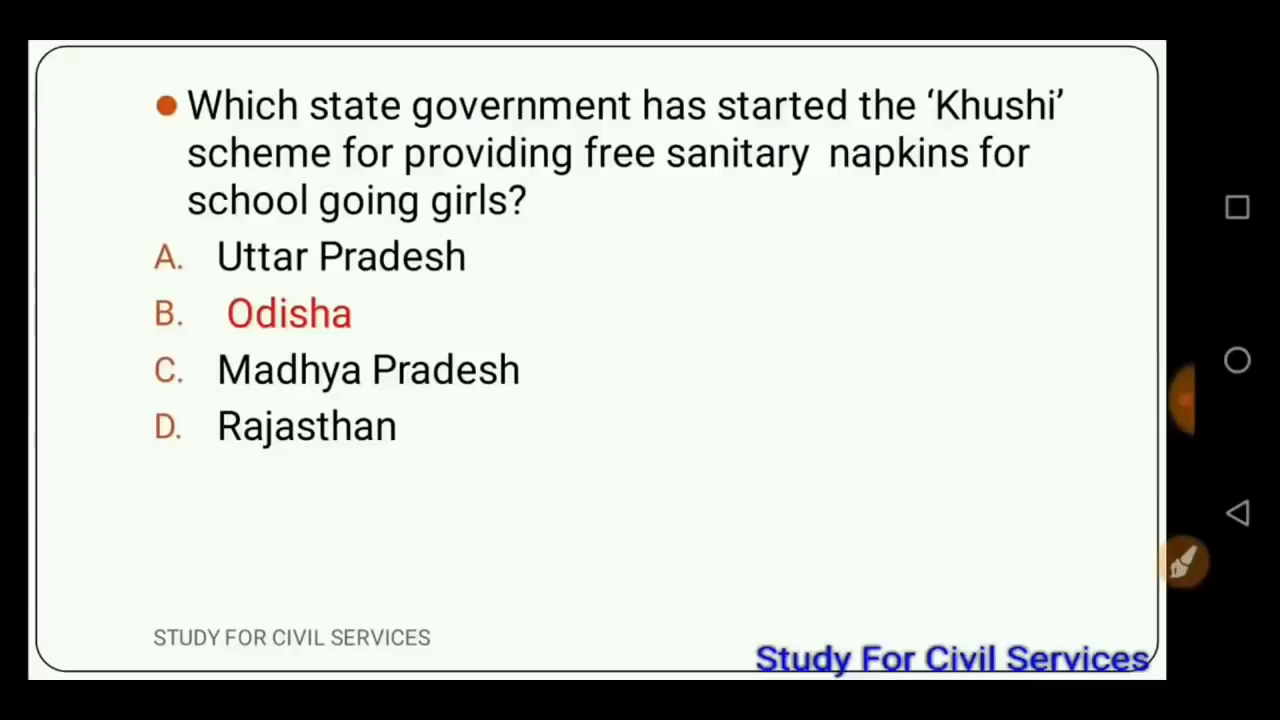 Which state government has started the ‘Khushi’
scheme for providing free sanitary napkins for
school going girls?
A. Uttar Pradesh
B. Odisha
C. Madhya Pradesh
D. Rajasthan
STUDY FOR CIVIL SERVICES
Study For Civil Services